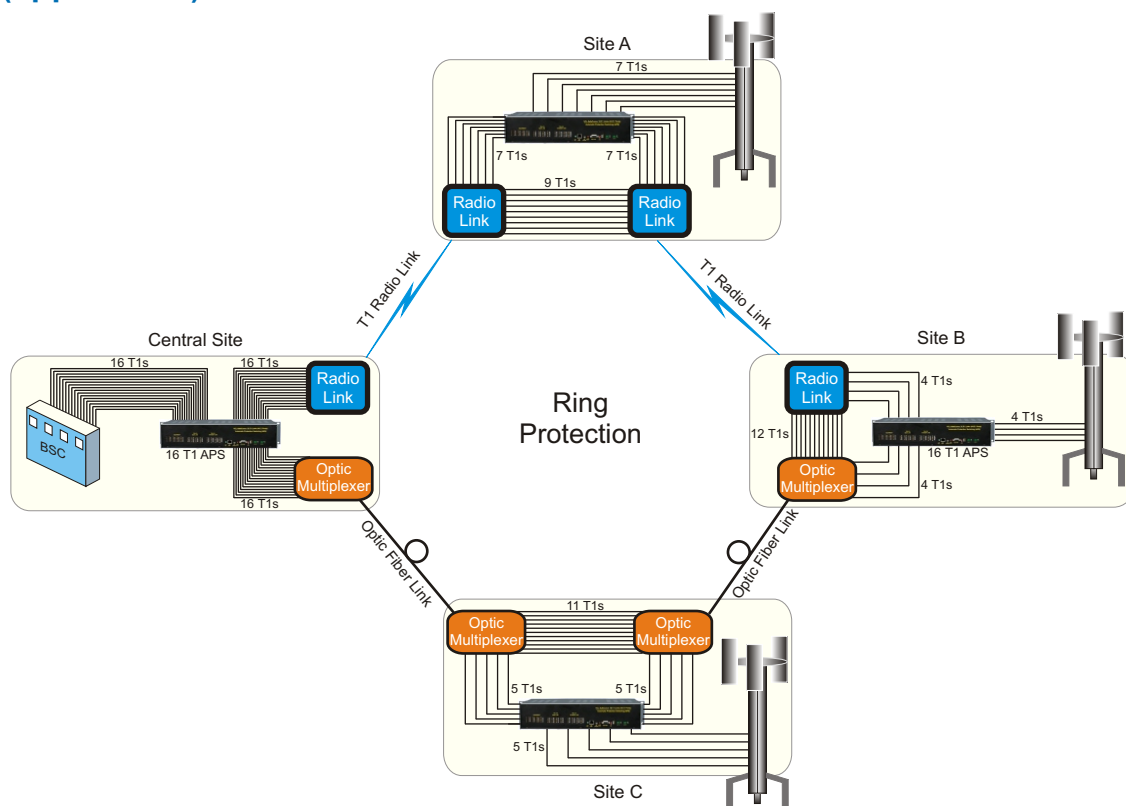 Site A
7 T1s
7 T1s
7 T1s
9 T1s
Radio
Link
Radio
Link
T1 Radio Link
T1 Radio Link
Central Site
16 T1s
16 T1s
Radio
Link
BSC
16 T1 APS
Optic
Multiplexer
16 T1s
Ring
Protection
Site B
Radio
Link
4 T1s
4 T1s
12 T1s
16 T1 APS
Optic
Multiplexer
4 T1s
Optic Fiber Link
Optic Fiber Link
11 T1s
Optic
Multiplexer
Optic
Multiplexer
5 T1s
5 T1s
5 T1s
Site C